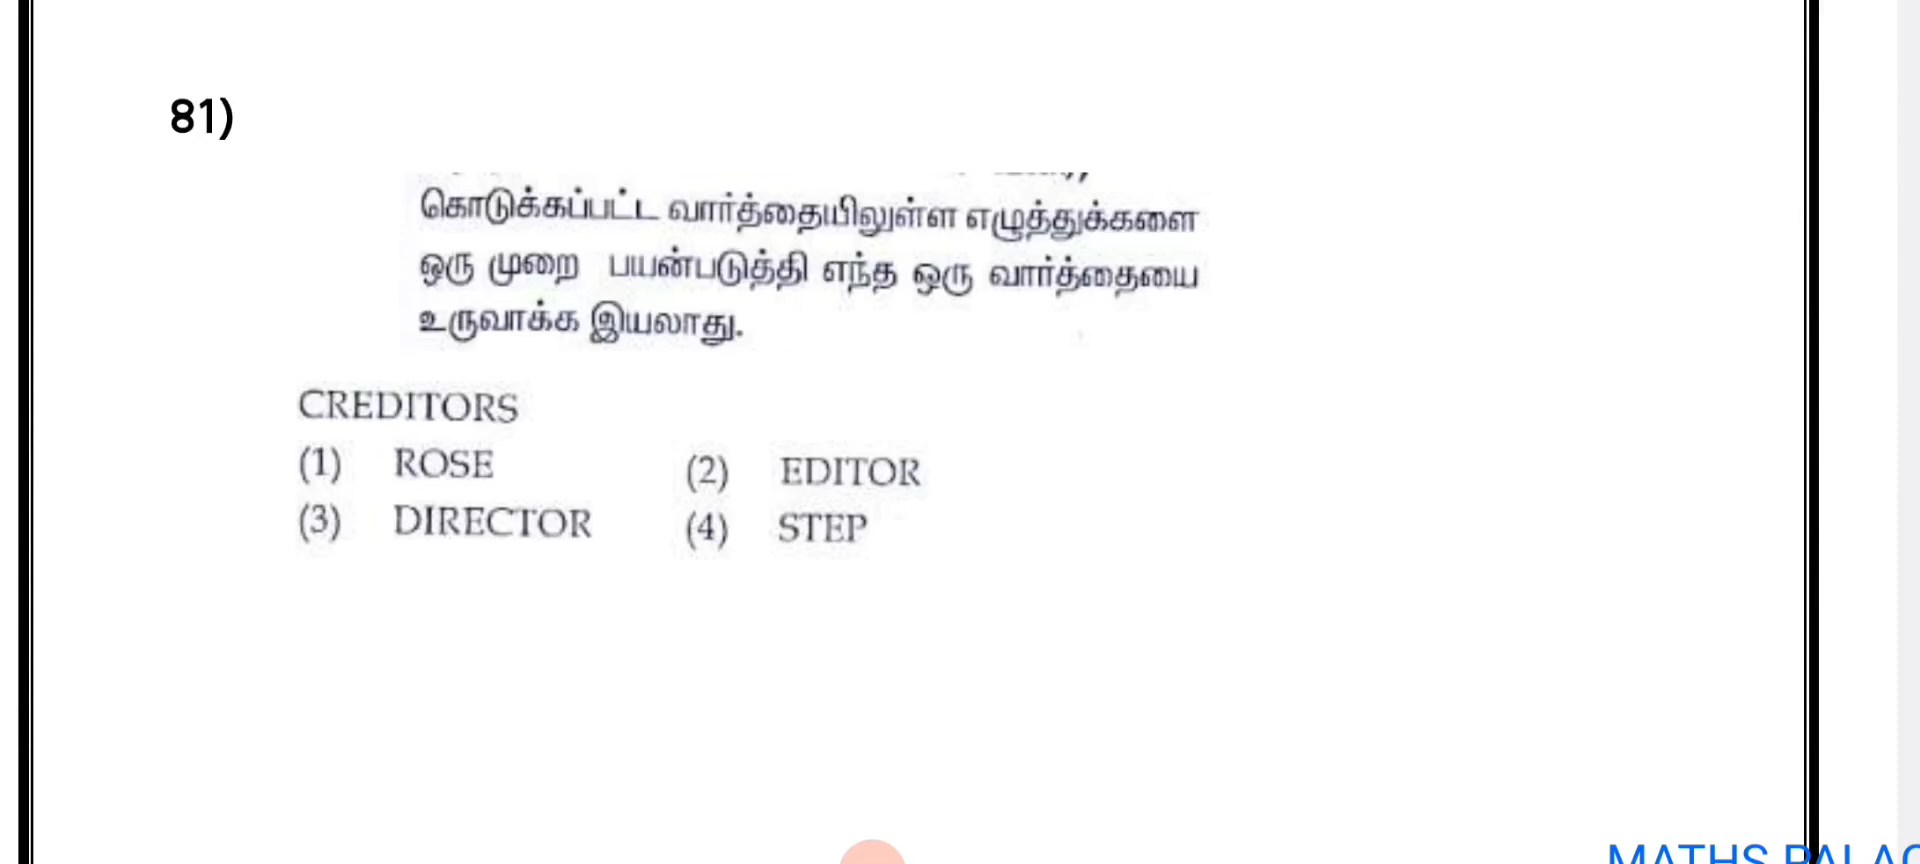 81)
கொடுக்கப்பட்ட வார்த்தையிலுள்ள எழுத்துக்களை
ஒரு முறை பயன்படுத்தி எந்த ஒரு வார்த்தையை
உருவாக்க இயலாது.
CREDITORS
(1) ROSE (2) EDITOR
(3) DIRECTOR (4) STEP
MATHS